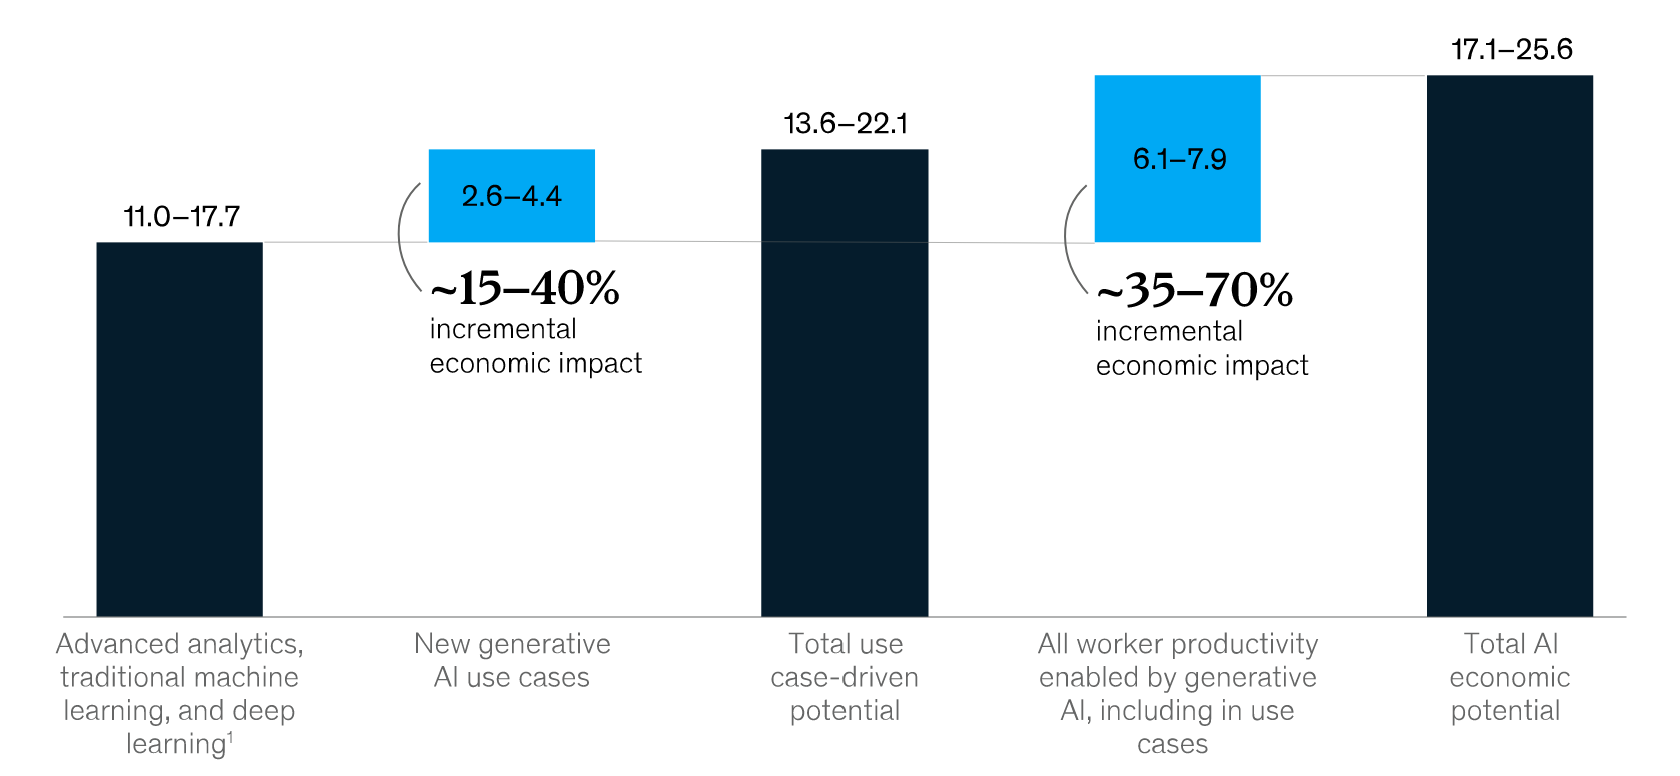 11.0–17.7
2.6–4.4
~15–40%
incremental
economic impact
13.6–22.1
6.1–7.9
~35–70%
incremental
economic impact
17.1–25.6
Advanced analytics,
traditional machine
learning, and deep
learning¹
New generative
AI use cases
Total use
case-driven
potential
All worker productivity
enabled by generative
AI, including in use
cases
Total AI
economic
potential